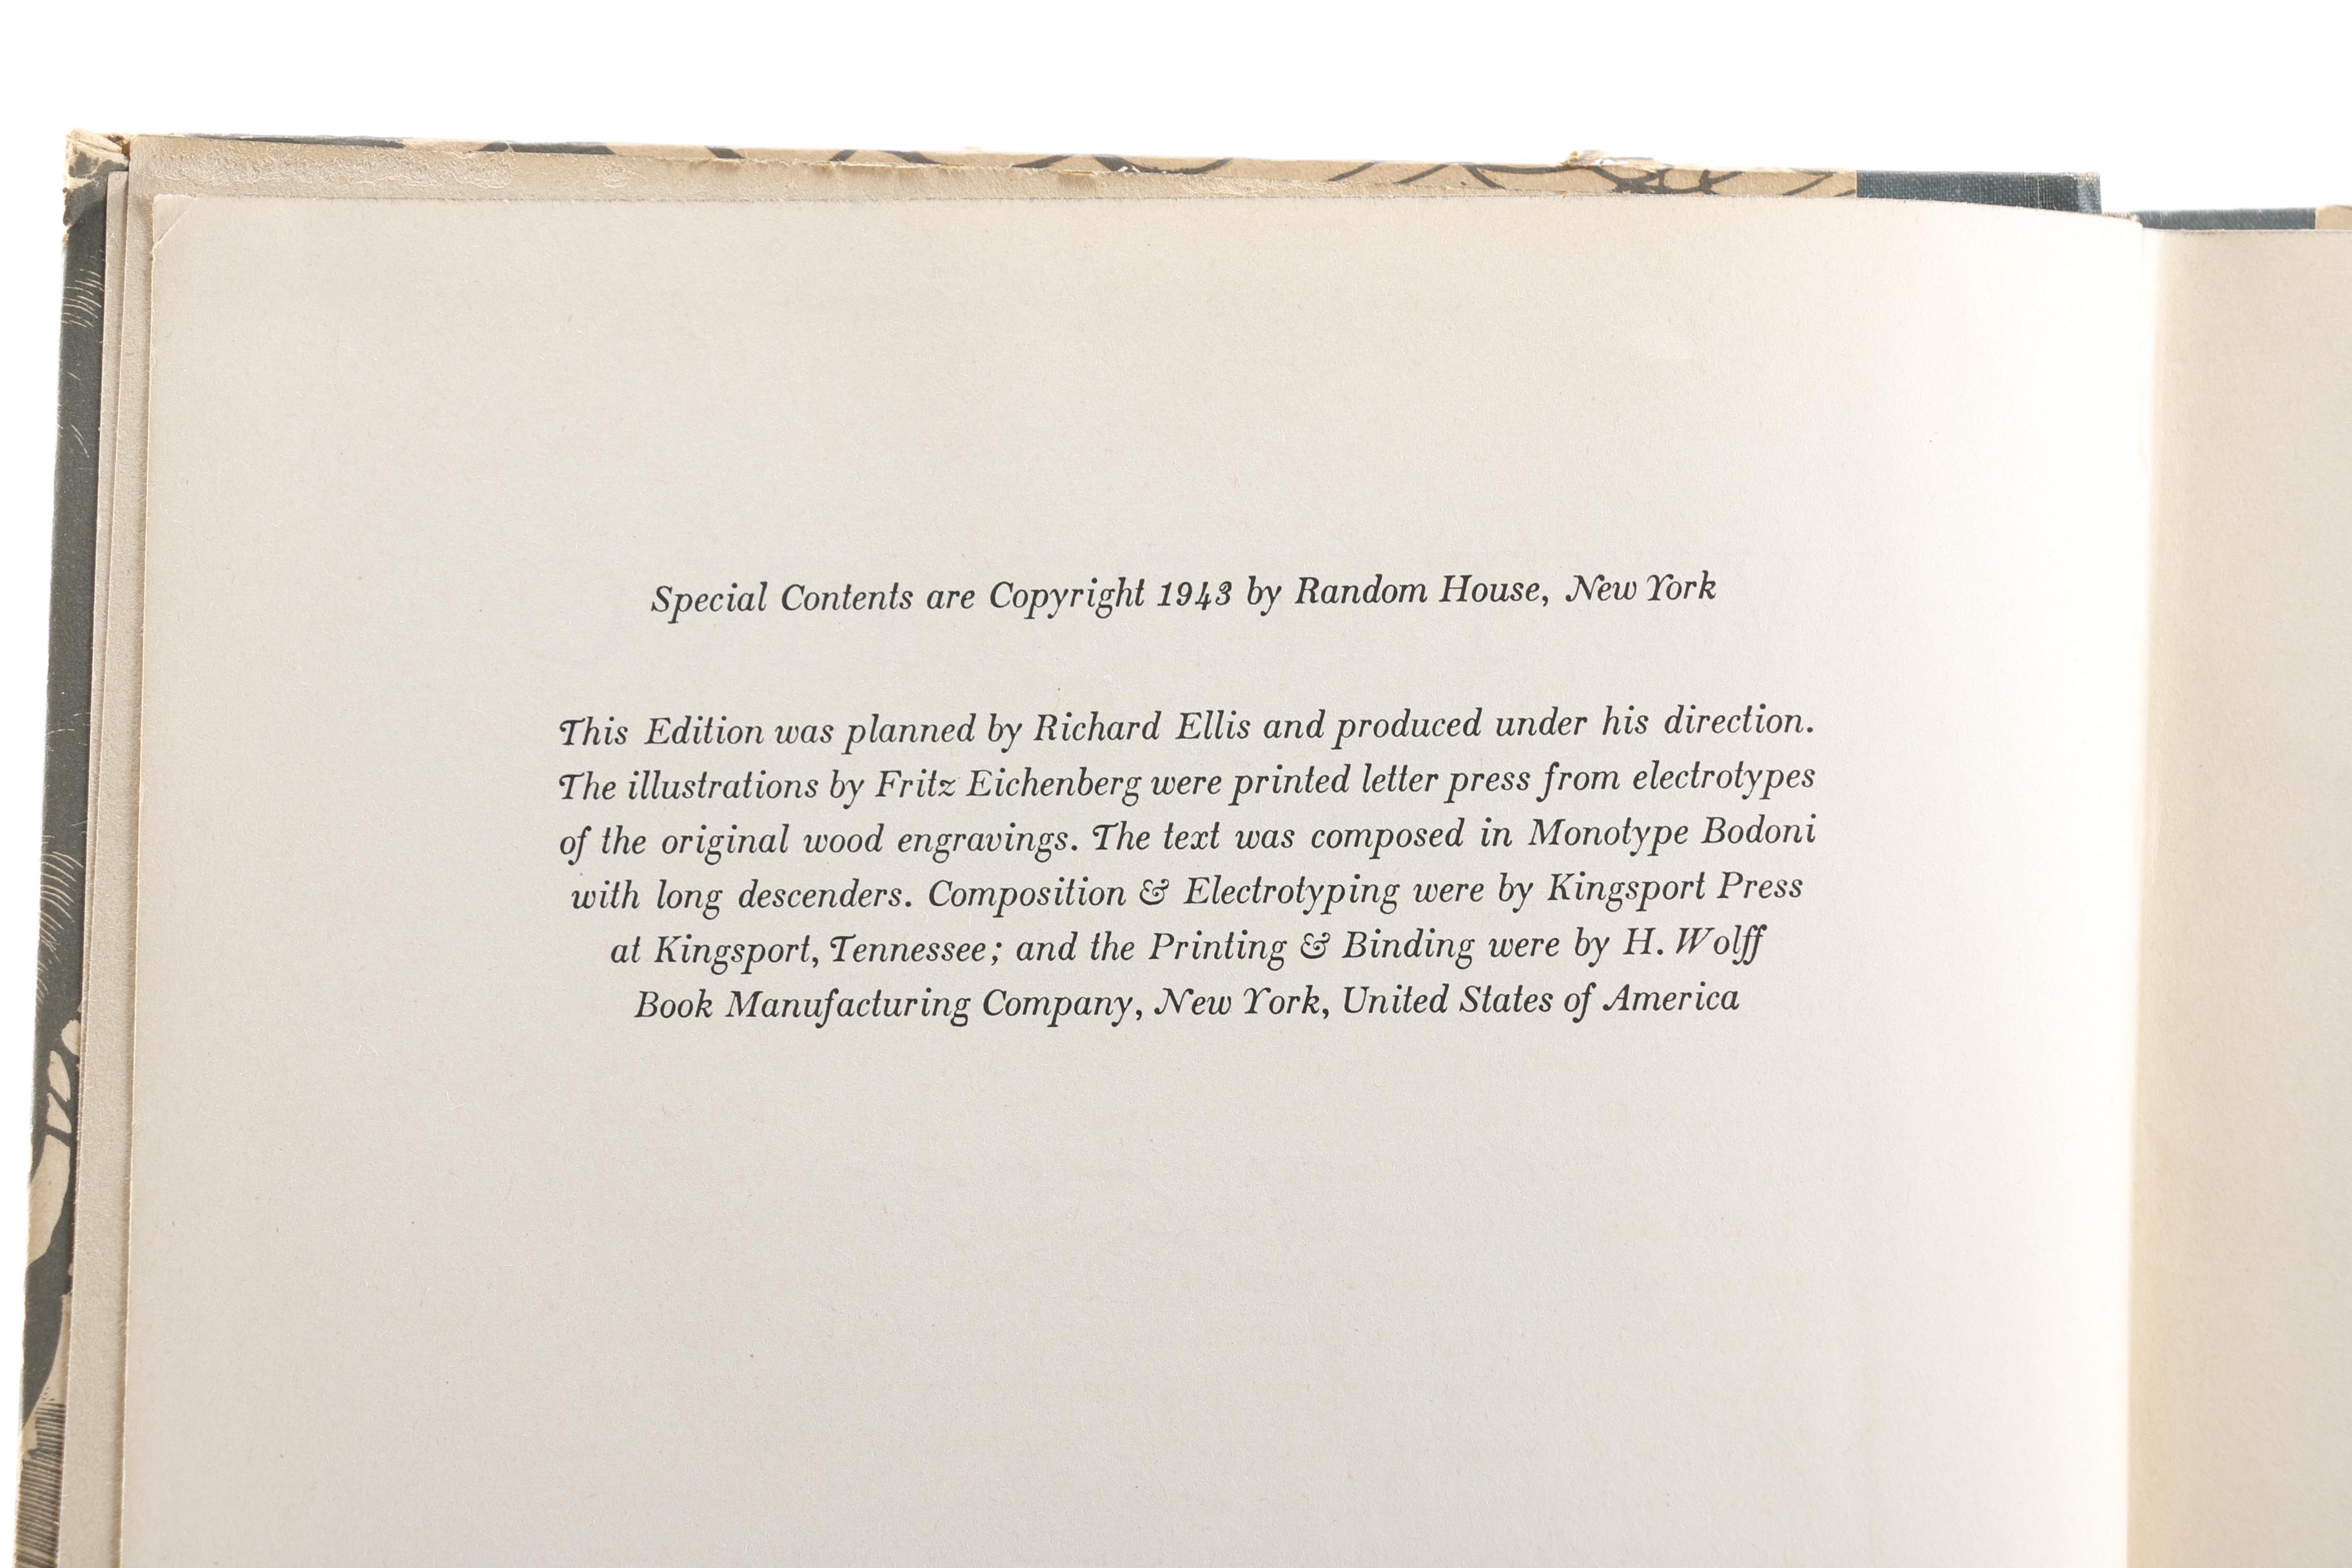 Special Contents are Copyright 1943 by Random House, New York
This Edition was planned by Richard Ellis and produced under his direction.
The illustrations by Fritz Eichenberg were printed letter press from electrotypes
of the original wood engravings. The text was composed in Monotype Bodoni
with long descenders. Composition & Electrotyping were by Kingsport Press
at Kingsport, Tennessee; and the Printing & Binding were by H. Wolff
Book Manufacturing Company, New York, United States of America